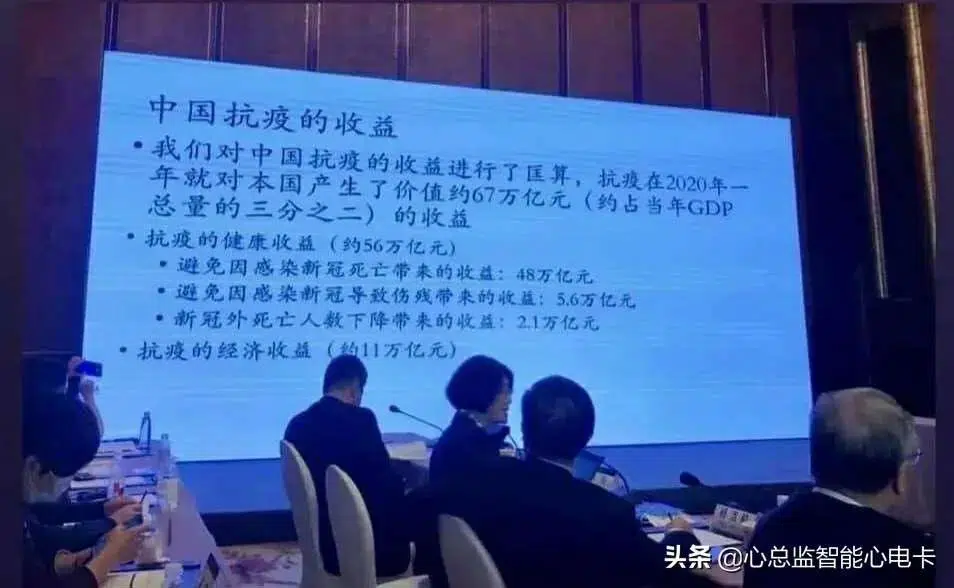 中国抗疫的收益
• 我们对中国抗疫的收益进行了匡算，抗疫在2020年一
年就对本国产生了价值约67万亿元（约占当年GDP
总量的三分之二）的收益
• 抗疫的健康收益（约56万亿元）
• 避免因感染新冠死亡带来的收益：48万亿元
• 避免因感染新冠导致伤残带来的收益：5.6万亿元
• 新冠外死亡人数下降带来的收益：2.1万亿元
• 抗疫的经济收益（约11万亿元）
头条 @心总监智能心电卡